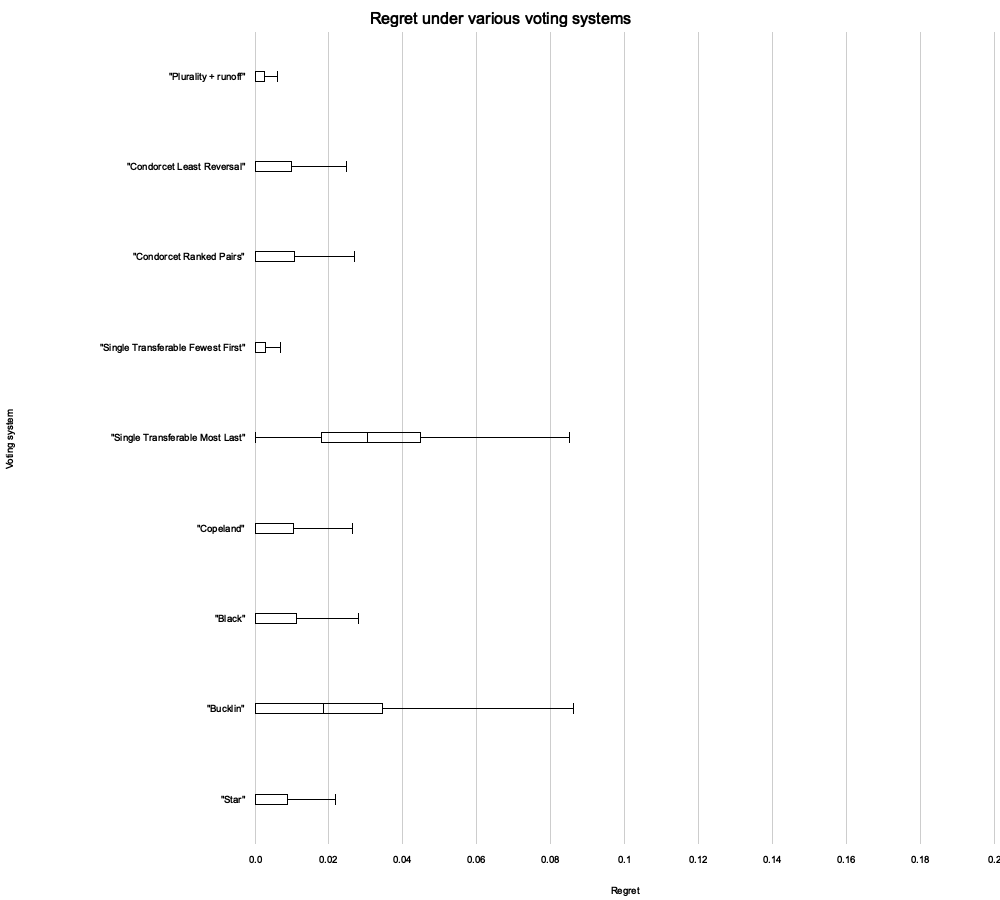 Regret under various voting systems
"Plurality + runoff"
"Condorcet Least Reversal"
"Condorcet Ranked Pairs"
"Single Transferable Fewest First"
"Single Transferable Most Last"
"Copeland"
"Black"
"Bucklin"
"Star"
Voting system
0.0 0.02 0.04 0.06 0.08 0.1 0.12 0.14 0.16 0.18 0.2
Regret